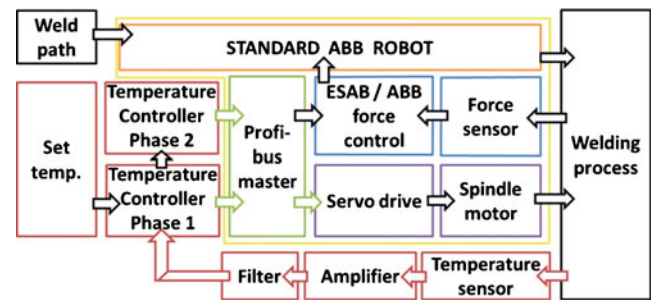 Weld
path
STANDARD ABB ROBOT
Set
temp.
Temperature
Controller
Phase 2
Temperature
Controller
Phase 1
Profi-
bus
master
ESAB / ABB
force
control
Force
sensor
Servo drive
Spindle
motor
Welding
process
Filter
Amplifier
Temperature
sensor